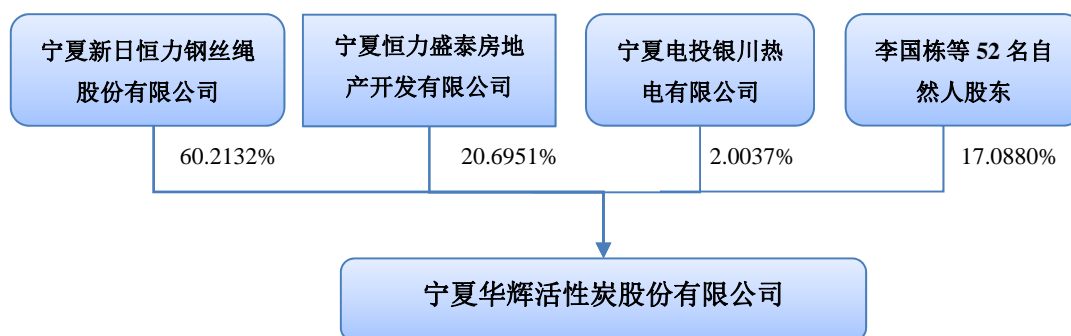 宁夏新日恒力钢丝绳
股份有限公司
宁夏恒力盛泰房地
产开发有限公司
宁夏电投银川热
电有限公司
李国栋等 52 名自
然人股东
60.2132%
20.6951%
2.0037%
17.0880%
宁夏华辉活性炭股份有限公司